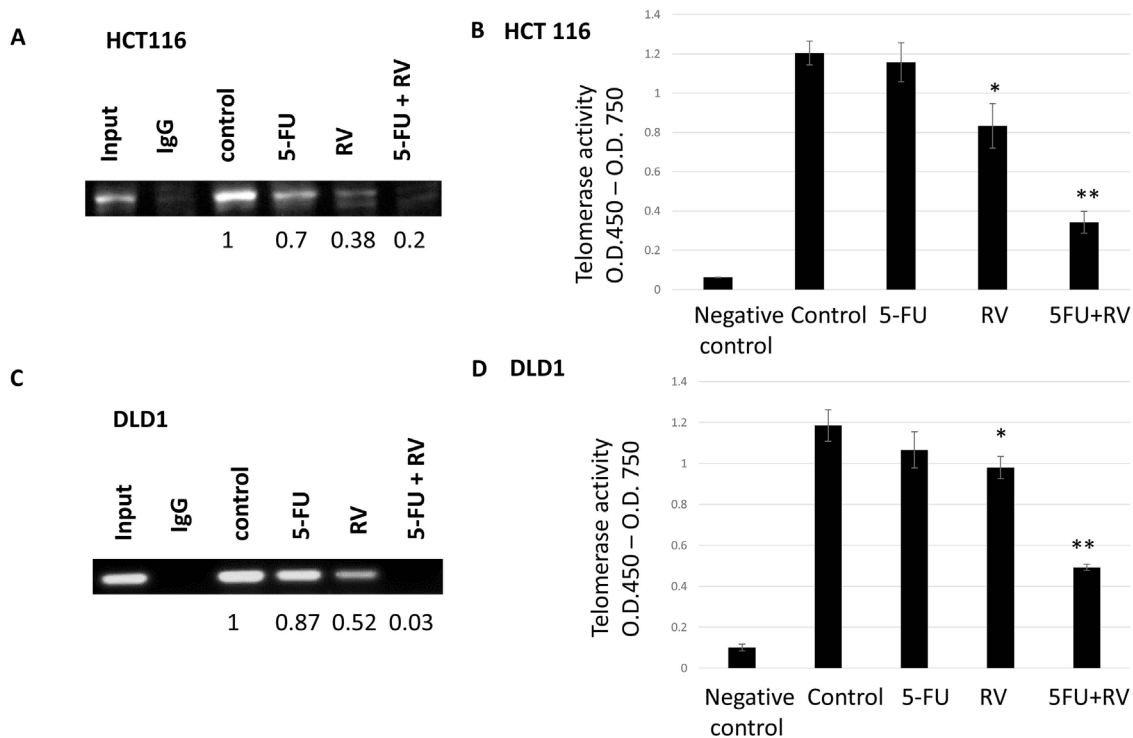 A
HCT116
Input
IgG
control
5-FU
RV
5-FU + RV
1 0.7 0.38 0.2
B HCT 116
Telomerase activity
O.D.450 – O.D. 750
1.4
1.2
1
0.8
0.6
0.4
0.2
0
*
**
Negative Control 5-FU RV 5FU+RV
control
C
DLD1
Input
IgG
control
5-FU
RV
5-FU + RV
1 0.87 0.52 0.03
D DLD1
Telomerase activity
O.D.450 – O.D. 750
1.4
1.2
1
0.8
0.6
0.4
0.2
0
*
**
Negative Control 5-FU RV 5FU+RV
control